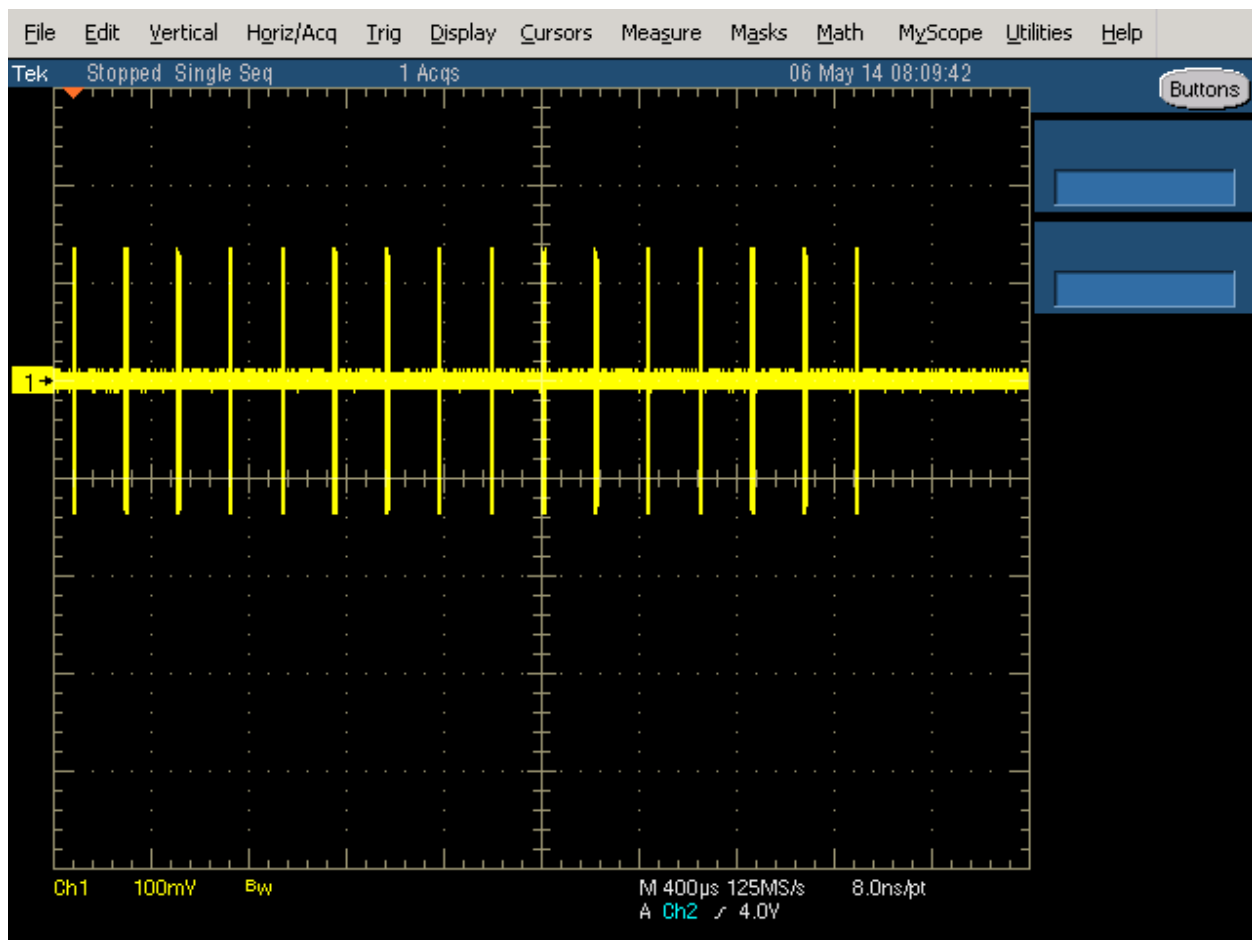 File Edit Vertical Horiz/Acq Trig Display Cursors Measure Masks Math MyScope Utilities Help
Tek Stopped Single Seq 1 Acqs 06 May 14 08:09:42 Buttons
1
Ch1 100mV BW M 400µs 125MS/s 8.0ns/pt
A Ch2 4.0V